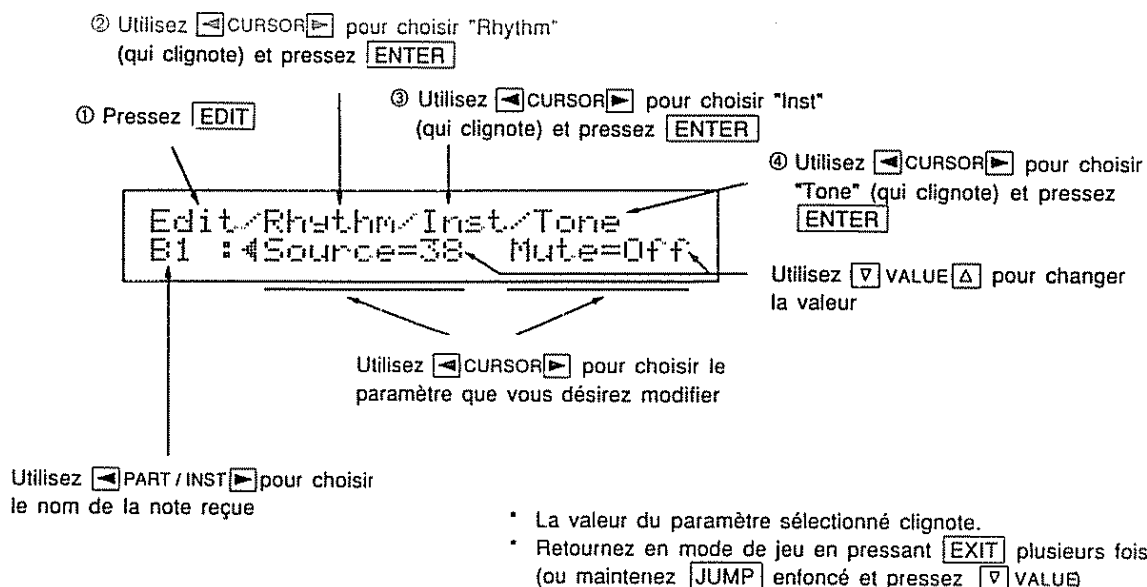 ② Utilisez ◄CURSOR► pour choisir "Rhythm"
(qui clignote) et pressez ENTER
① Pressez EDIT
③ Utilisez ◄CURSOR► pour choisir "Inst"
(qui clignote) et pressez ENTER
④ Utilisez ◄CURSOR► pour choisir
"Tone" (qui clignote) et pressez
ENTER
Edit/Rhythm/Inst/Tone
B1 :◄Source=38 Mute=Off
Utilisez ▽ VALUE △ pour changer
la valeur
Utilisez ◄CURSOR► pour choisir le
paramètre que vous désirez modifier
Utilisez ◄PART / INST► pour choisir
le nom de la note reçue
* La valeur du paramètre sélectionné clignote.
* Retournez en mode de jeu en pressant EXIT plusieurs fois
(ou maintenez JUMP enfoncé et pressez ▽ VALUE)